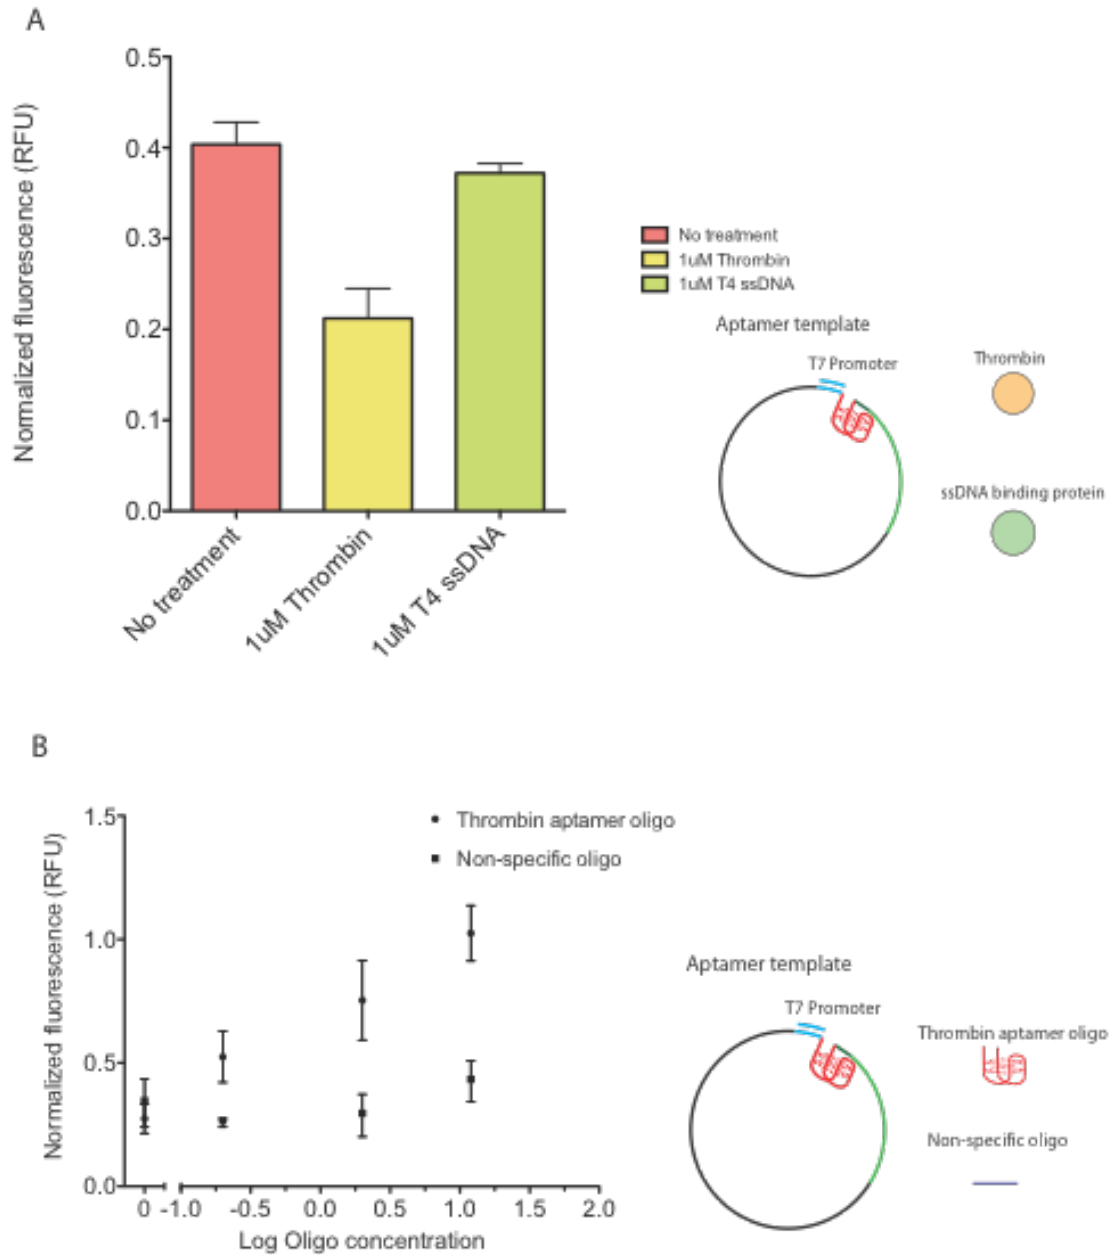 A
Normalized fluorescence (RFU)
0.5
0.4
0.3
0.2
0.1
0.0
No treatment
1uM Thrombin
1uM T4 ssDNA
No treatment
1uM Thrombin
1uM T4 ssDNA
Aptamer template
T7 Promoter
Thrombin
ssDNA binding protein
B
Normalized fluorescence (RFU)
1.5
1.0
0.5
0.0
0 -1.0 -0.5 0.0 0.5 1.0 1.5 2.0
Log Oligo concentration
Thrombin aptamer oligo
Non-specific oligo
Aptamer template
T7 Promoter
Thrombin aptamer oligo
Non-specific oligo